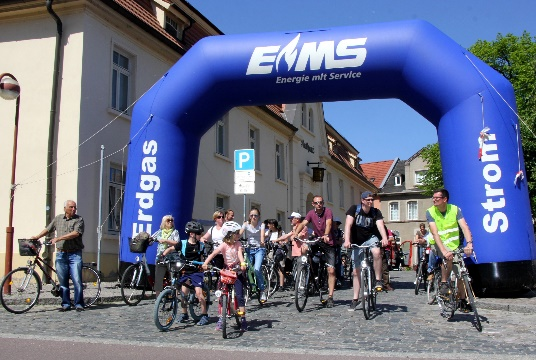 EMS
Energie mit Service
Erdgas
Strom
P